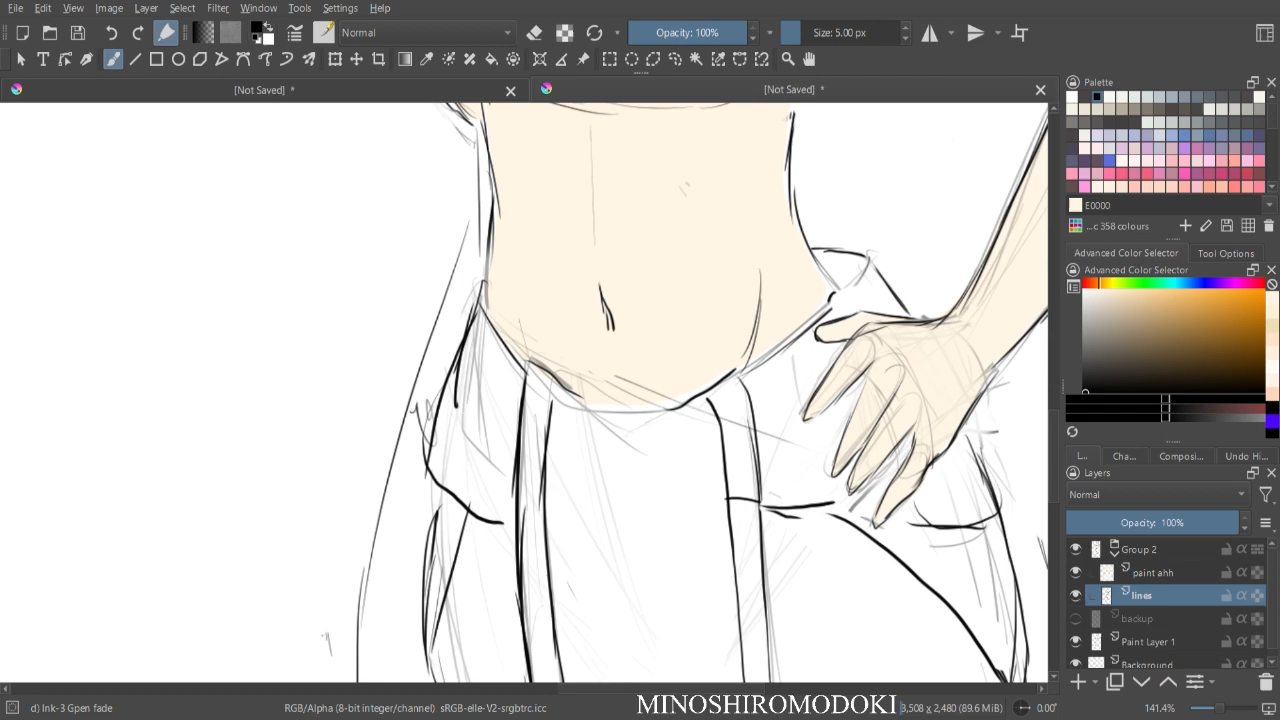 File Edit View Image Layer Select Filter Window Tools Settings Help
Normal Opacity: 100% Size: 5.00 px
[Not Saved] * [Not Saved] *
Palette
E0000
...c 358 colours
Advanced Color Selector Tool Options
Advanced Color Selector
L... Cha... Composi... Undo Hi...
Layers
Normal
Opacity: 100%
Group 2
paint ahh
lines
backup
Paint Layer 1
Background
d) Ink-3 Gpen fade RGB/Alpha (8-bit integer/channel) sRGB-elle-V2-srgbtrc.icc MINOSHIROMODOKI 3,508 x 2,480 (89.6 MiB) 0.00° 141.4%